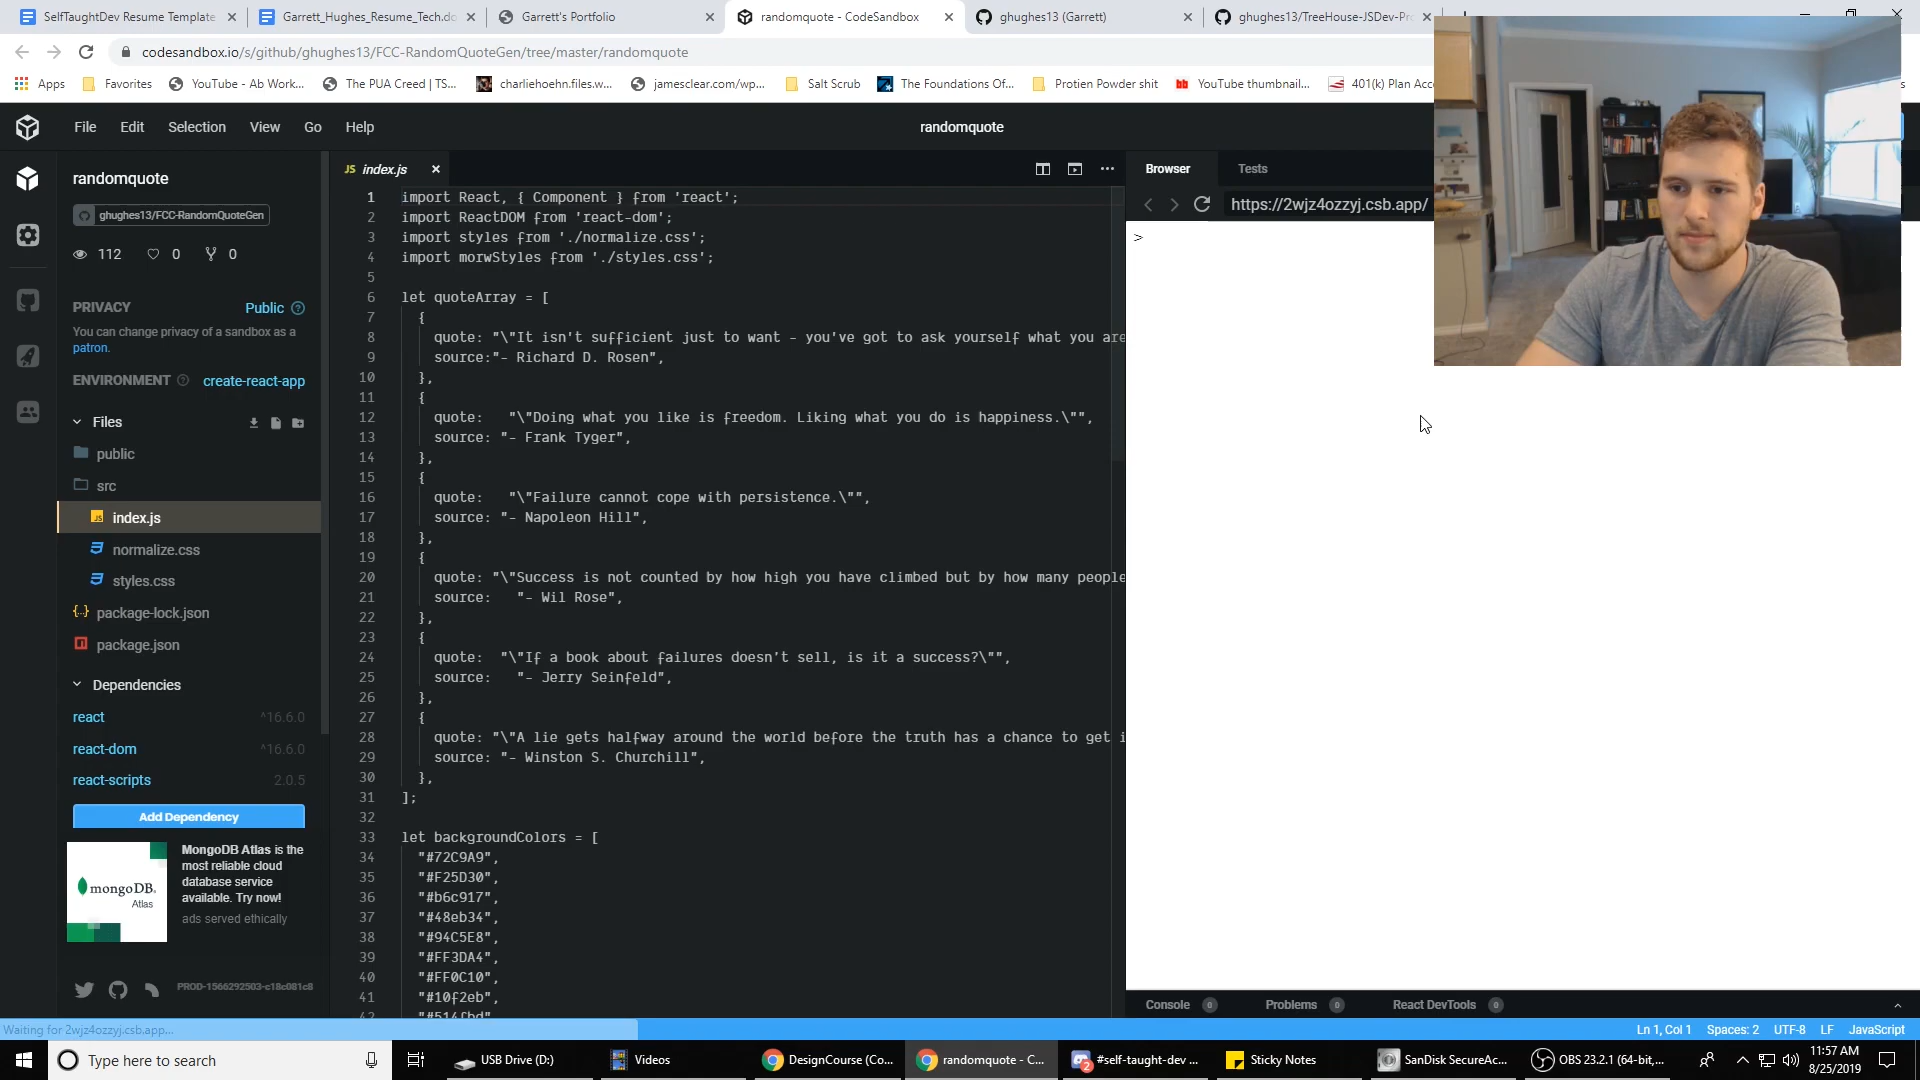 SelfTaughtDev Resume Template
Garrett_Hughes_Resume_Tech.do
Garrett's Portfolio
randomquote - CodeSandbox
ghughes13 (Garrett)
ghughes13/TreeHouse-JSDev-Pro
codesandbox.io/s/github/ghughes13/FCC-RandomQuoteGen/tree/master/randomquote
Apps
Favorites
YouTube - Ab Work...
The PUA Creed | TS...
charliehoehn.files.w...
jamesclear.com/wp...
Salt Scrub
The Foundations Of...
Protien Powder shit
YouTube thumbnail...
401(k) Plan Acc
File Edit Selection View Go Help
randomquote
randomquote
ghughes13/FCC-RandomQuoteGen
112 0 0
PRIVACY Public
You can change privacy of a sandbox as a
patron.
ENVIRONMENT create-react-app
Files
public
src
index.js
normalize.css
styles.css
package-lock.json
package.json
Dependencies
react ^16.6.0
react-dom ^16.6.0
react-scripts 2.0.5
Add Dependency
mongoDB.
Atlas
MongoDB Atlas is the
most reliable cloud
database service
available. Try now!
ads served ethically
PROD-1566292503-c18c081c8
JS index.js
1 import React, { Component } from 'react';
2 import ReactDOM from 'react-dom';
3 import styles from './normalize.css';
4 import morwStyles from './styles.css';
5
6 let quoteArray = [
7 {
8 quote: "\"It isn't sufficient just to want - you've got to ask yourself what you are
9 source:"- Richard D. Rosen",
10 },
11 {
12 quote: "\"Doing what you like is freedom. Liking what you do is happiness.\"",
13 source: "- Frank Tyger",
14 },
15 {
16 quote: "\"Failure cannot cope with persistence.\"",
17 source: "- Napoleon Hill",
18 },
19 {
20 quote: "\"Success is not counted by how high you have climbed but by how many people
21 source: "- Wil Rose",
22 },
23 {
24 quote: "\"If a book about failures doesn't sell, is it a success?\"",
25 source: "- Jerry Seinfeld",
26 },
27 {
28 quote: "\"A lie gets halfway around the world before the truth has a chance to get i
29 source: "- Winston S. Churchill",
30 },
31 ];
32
33 let backgroundColors = [
34 "#72C9A9",
35 "#F25D30",
36 "#b6c917",
37 "#48eb34",
38 "#94C5E8",
39 "#FF3DA4",
40 "#FF0C10",
41 "#10f2eb",
42 "#514fbd",
Browser Tests
https://2wjz4ozzyj.csb.app/
>
Console 0 Problems 0 React DevTools 0
Waiting for 2wjz4ozzyj.csb.app...
Ln 1, Col 1 Spaces: 2 UTF-8 LF JavaScript
Type here to search
USB Drive (D:)
Videos
DesignCourse (Co...
randomquote - C...
2
#self-taught-dev ...
Sticky Notes
SanDisk SecureAc...
OBS 23.2.1 (64-bit,...
11:57 AM
8/25/2019